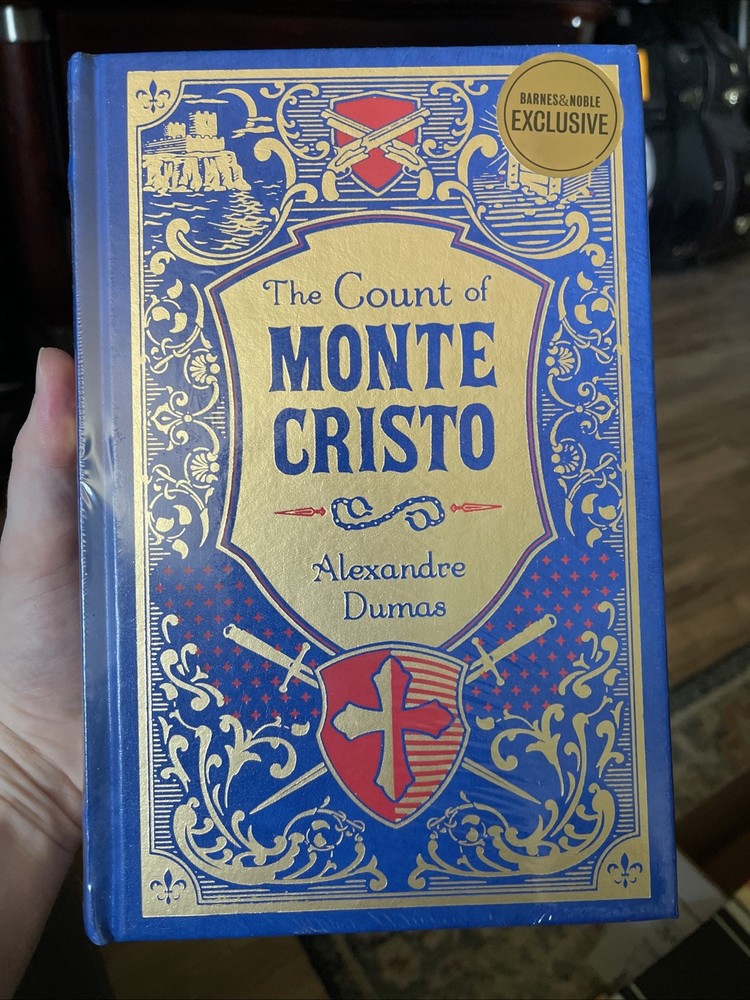 BARNES&NOBLE
EXCLUSIVE
The Count of
MONTE
CRISTO
Alexandre
Dumas